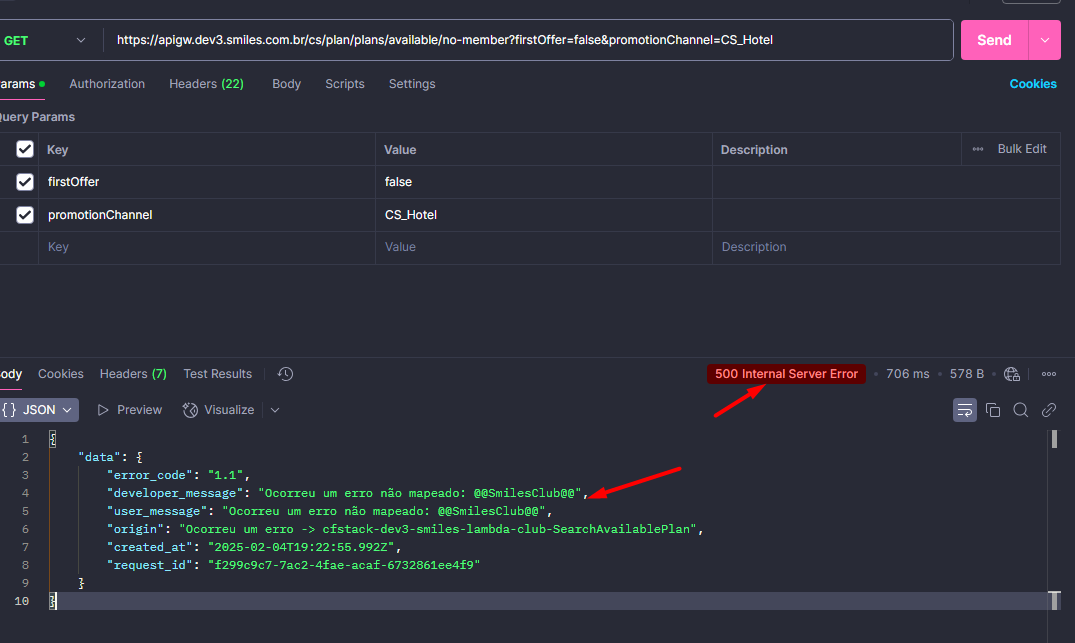 GET https://apigw.dev3.smiles.com.br/cs/plan/plans/available/no-member?firstOffer=false&promotionChannel=CS_Hotel Send
arams Authorization Headers (22) Body Scripts Settings Cookies
uery Params
Key Value Description Bulk Edit
firstOffer false
promotionChannel CS_Hotel
Key Value Description
ody Cookies Headers (7) Test Results 500 Internal Server Error 706 ms 578 B
{} JSON Preview Visualize
1 {
2 "data": {
3 "error_code": "1.1",
4 "developer_message": "Ocorreu um erro não mapeado: @@SmilesClub@@",
5 "user_message": "Ocorreu um erro não mapeado: @@SmilesClub@@",
6 "origin": "Ocorreu um erro -> cfstack-dev3-smiles-lambda-club-SearchAvailablePlan",
7 "created_at": "2025-02-04T19:22:55.992Z",
8 "request_id": "f299c9c7-7ac2-4fae-acaf-6732861ee4f9"
9 }
10 }